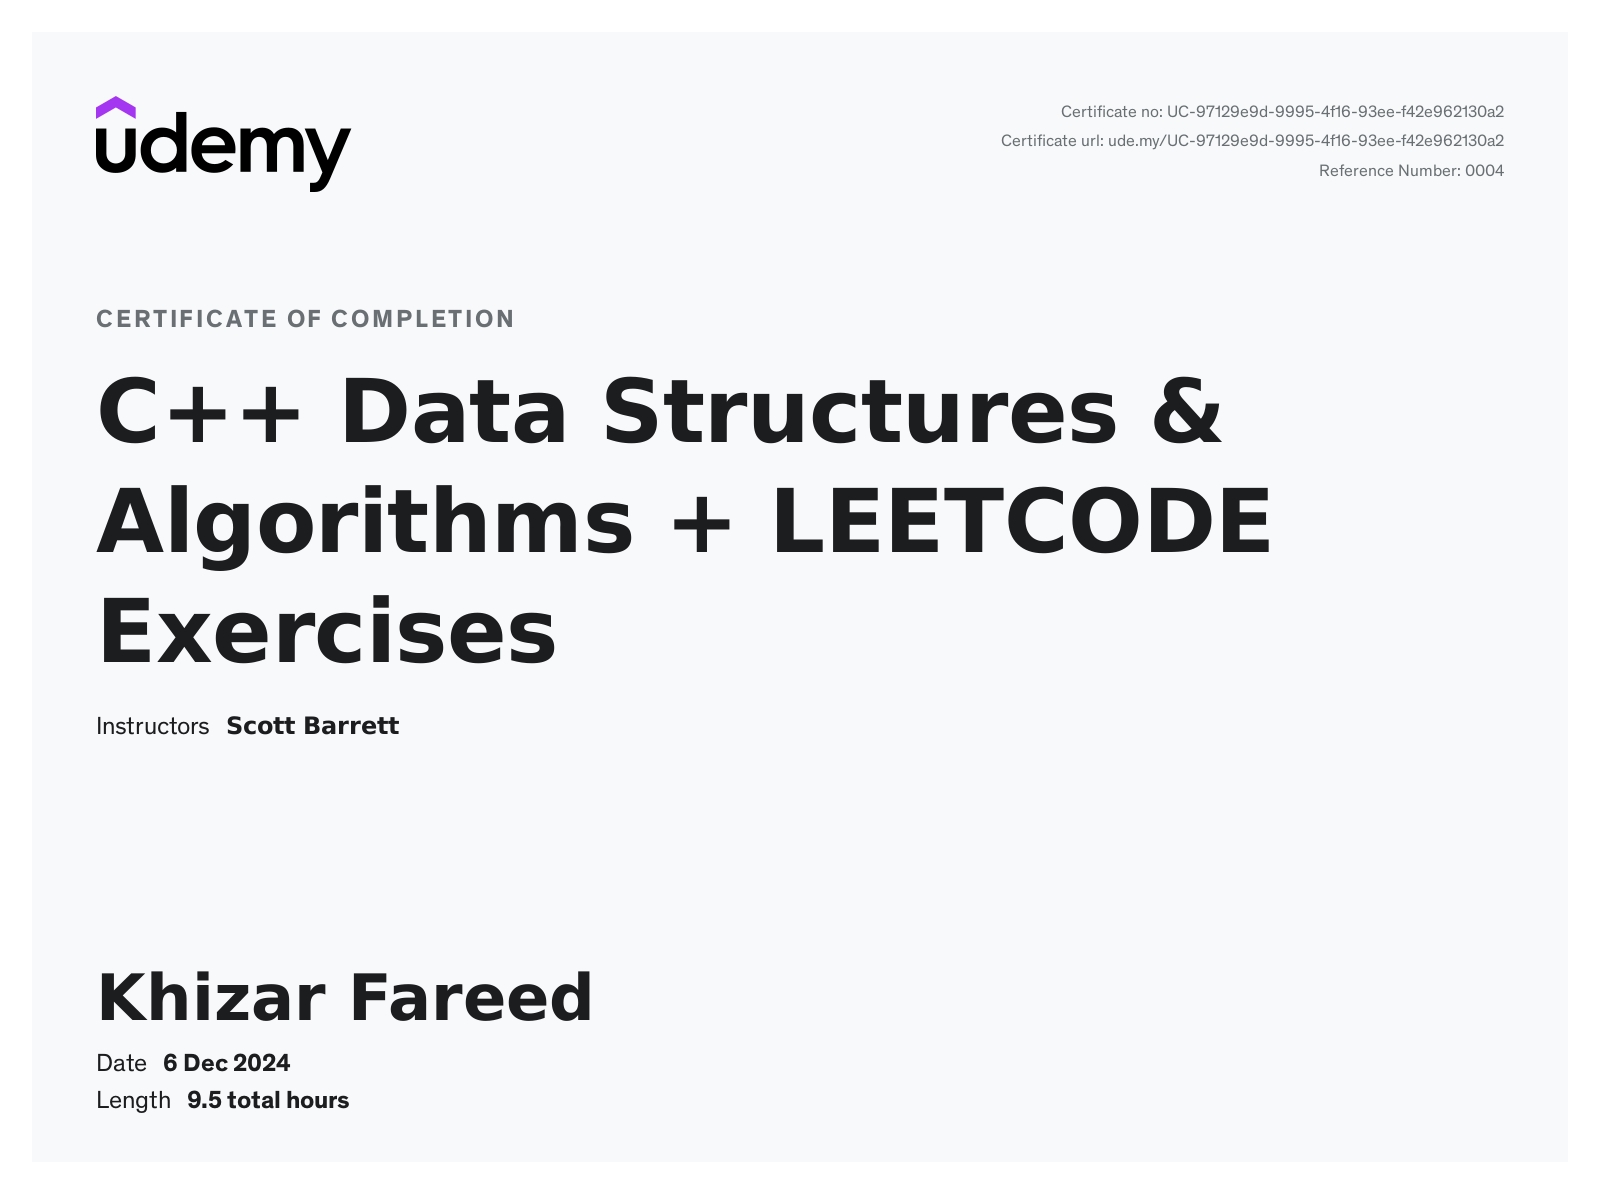 udemy
Certificate no: UC-97129e9d-9995-4f16-93ee-f42e962130a2
Certificate url: ude.my/UC-97129e9d-9995-4f16-93ee-f42e962130a2
Reference Number: 0004
CERTIFICATE OF COMPLETION
C++ Data Structures &
Algorithms + LEETCODE
Exercises
Instructors Scott Barrett
Khizar Fareed
Date 6 Dec 2024
Length 9.5 total hours